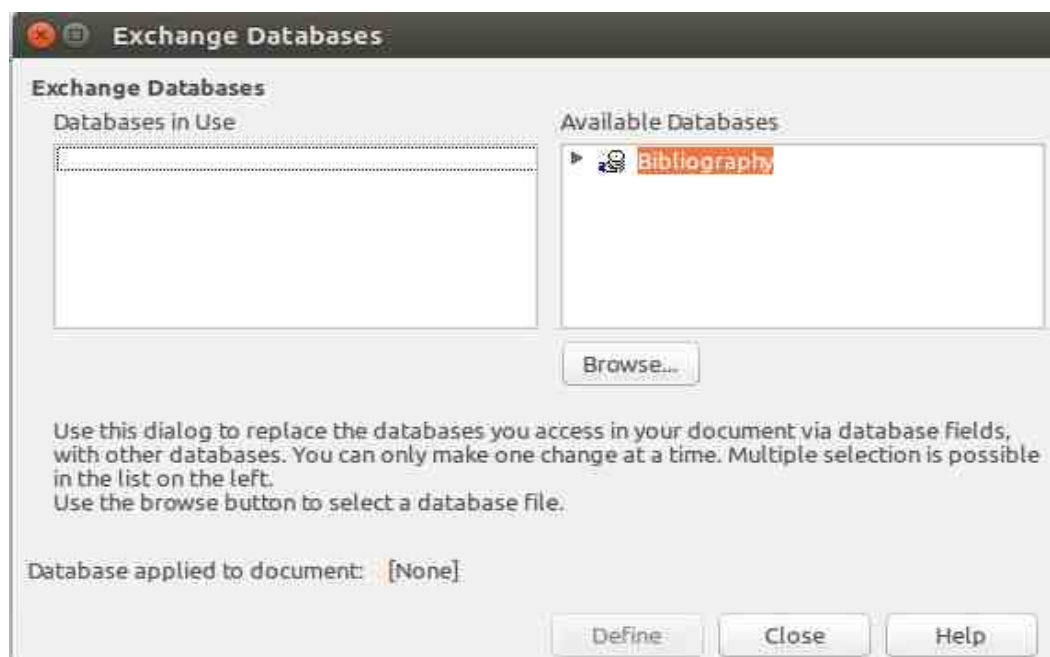 Exchange Databases
Exchange Databases
Databases in Use
Available Databases
Bibliography
Browse...
Use this dialog to replace the databases you access in your document via database fields,
with other databases. You can only make one change at a time. Multiple selection is possible
in the list on the left.
Use the browse button to select a database file.
Database applied to document: [None]
Define
Close
Help